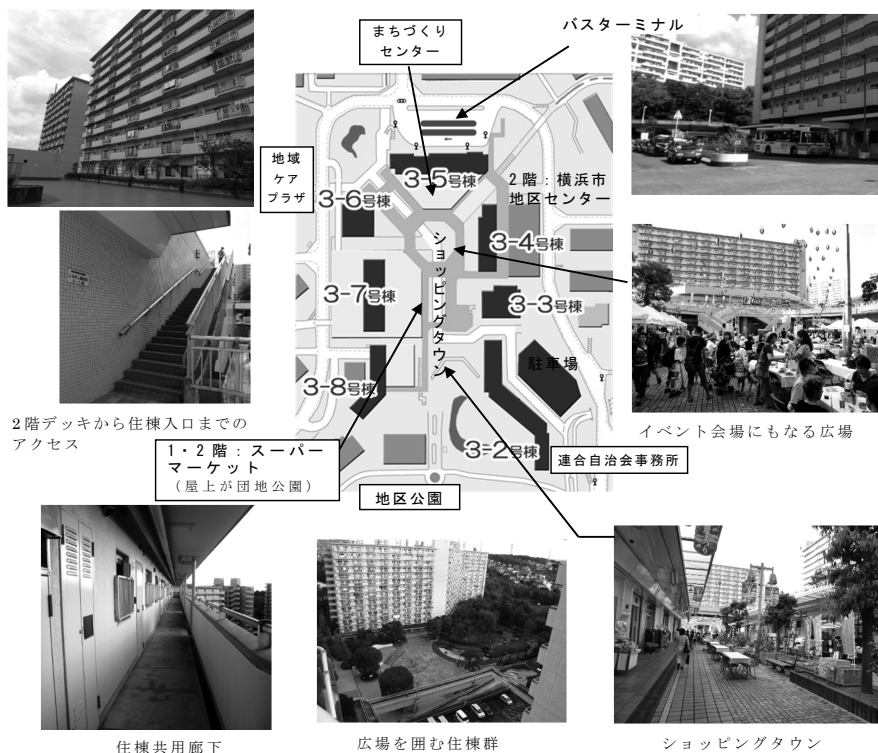 まちづくり
センター
バスターミナル
地域
ケア
プラザ
3-5号棟
2階：横浜市
地区センター
3-6号棟
ショッピングタウン
3-4号棟
3-7号棟
3-3号棟
駐車場
3-8号棟
2階デッキから住棟入口までの
アクセス
イベント会場にもなる広場
1・2階：スーパー
マーケット
（屋上が団地公園）
3-2号棟
連合自治会事務所
地区公園
住棟共用廊下
広場を囲む住棟群
ショッピングタウン